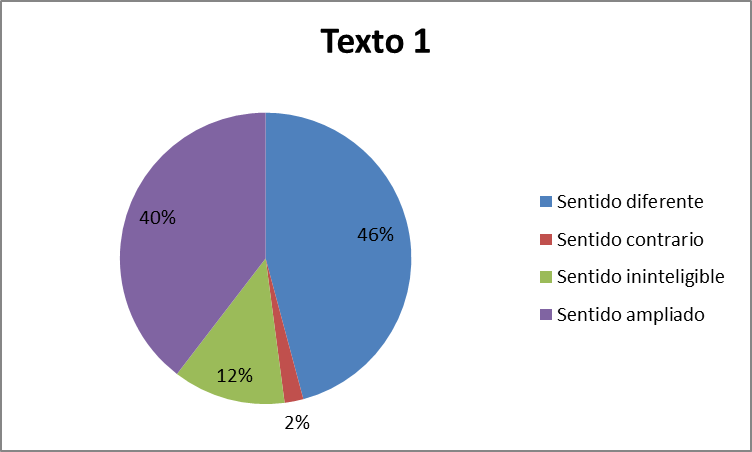 Texto 1
40%
46%
12%
2%
Sentido diferente
Sentido contrario
Sentido ininteligible
Sentido ampliado